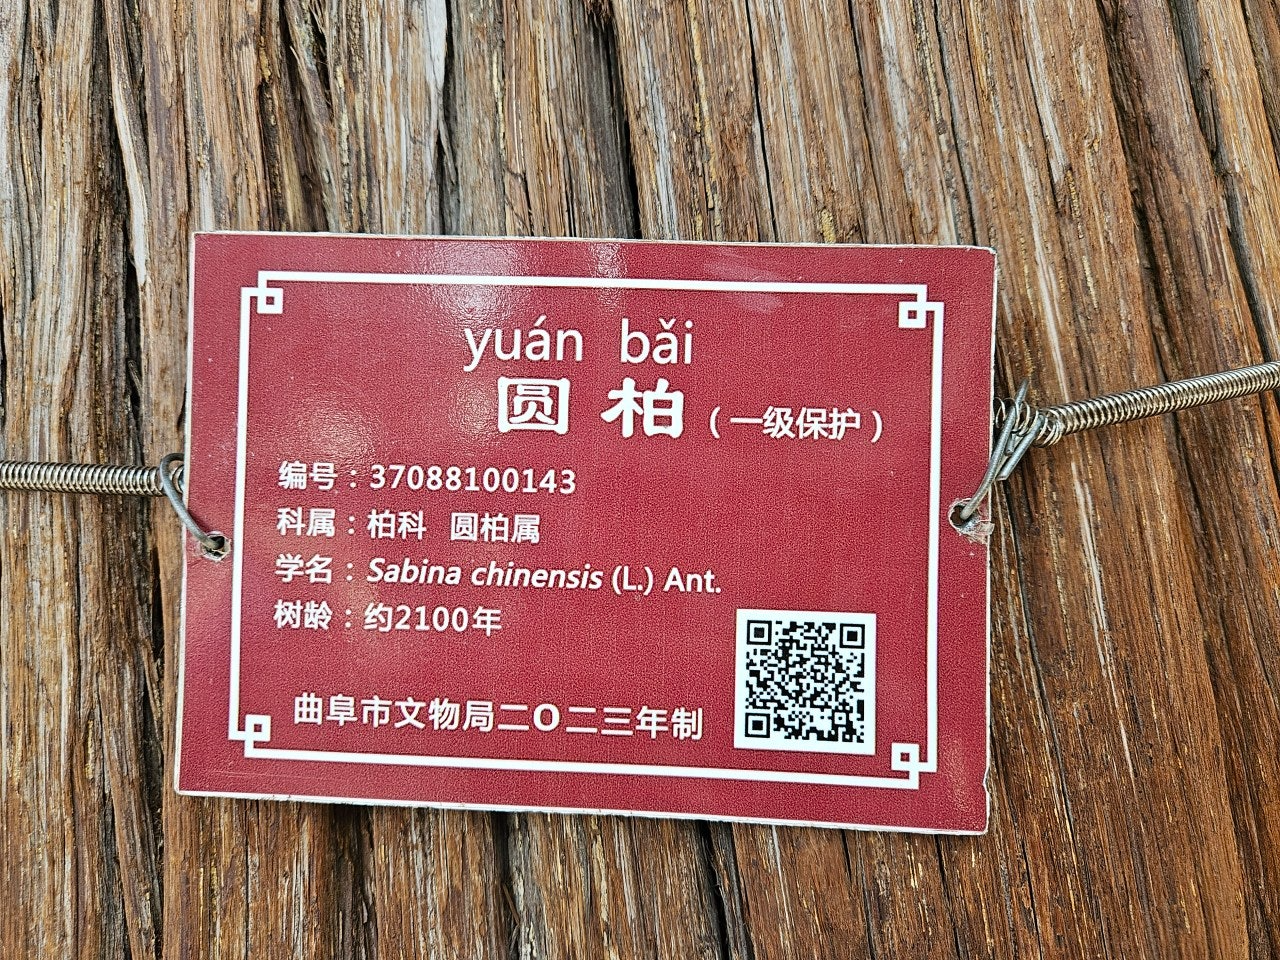 yuán bǎi
圆柏（一级保护）
编号：37088100143
科属：柏科 圆柏属
学名：Sabina chinensis (L.) Ant.
树龄：约2100年
曲阜市文物局二O二三年制